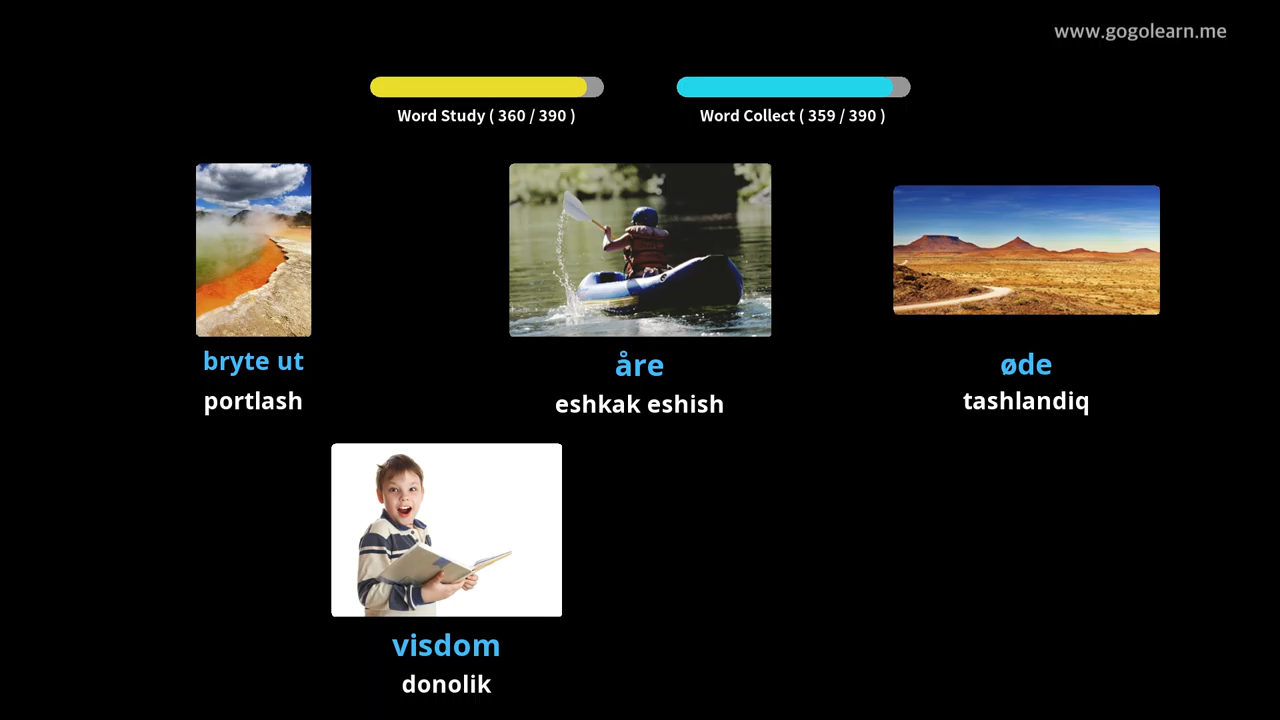 www.gogolearn.me
Word Study ( 360 / 390 )
Word Collect ( 359 / 390 )
bryte ut
portlash
åre
eshkak eshish
øde
tashlandiq
visdom
donolik